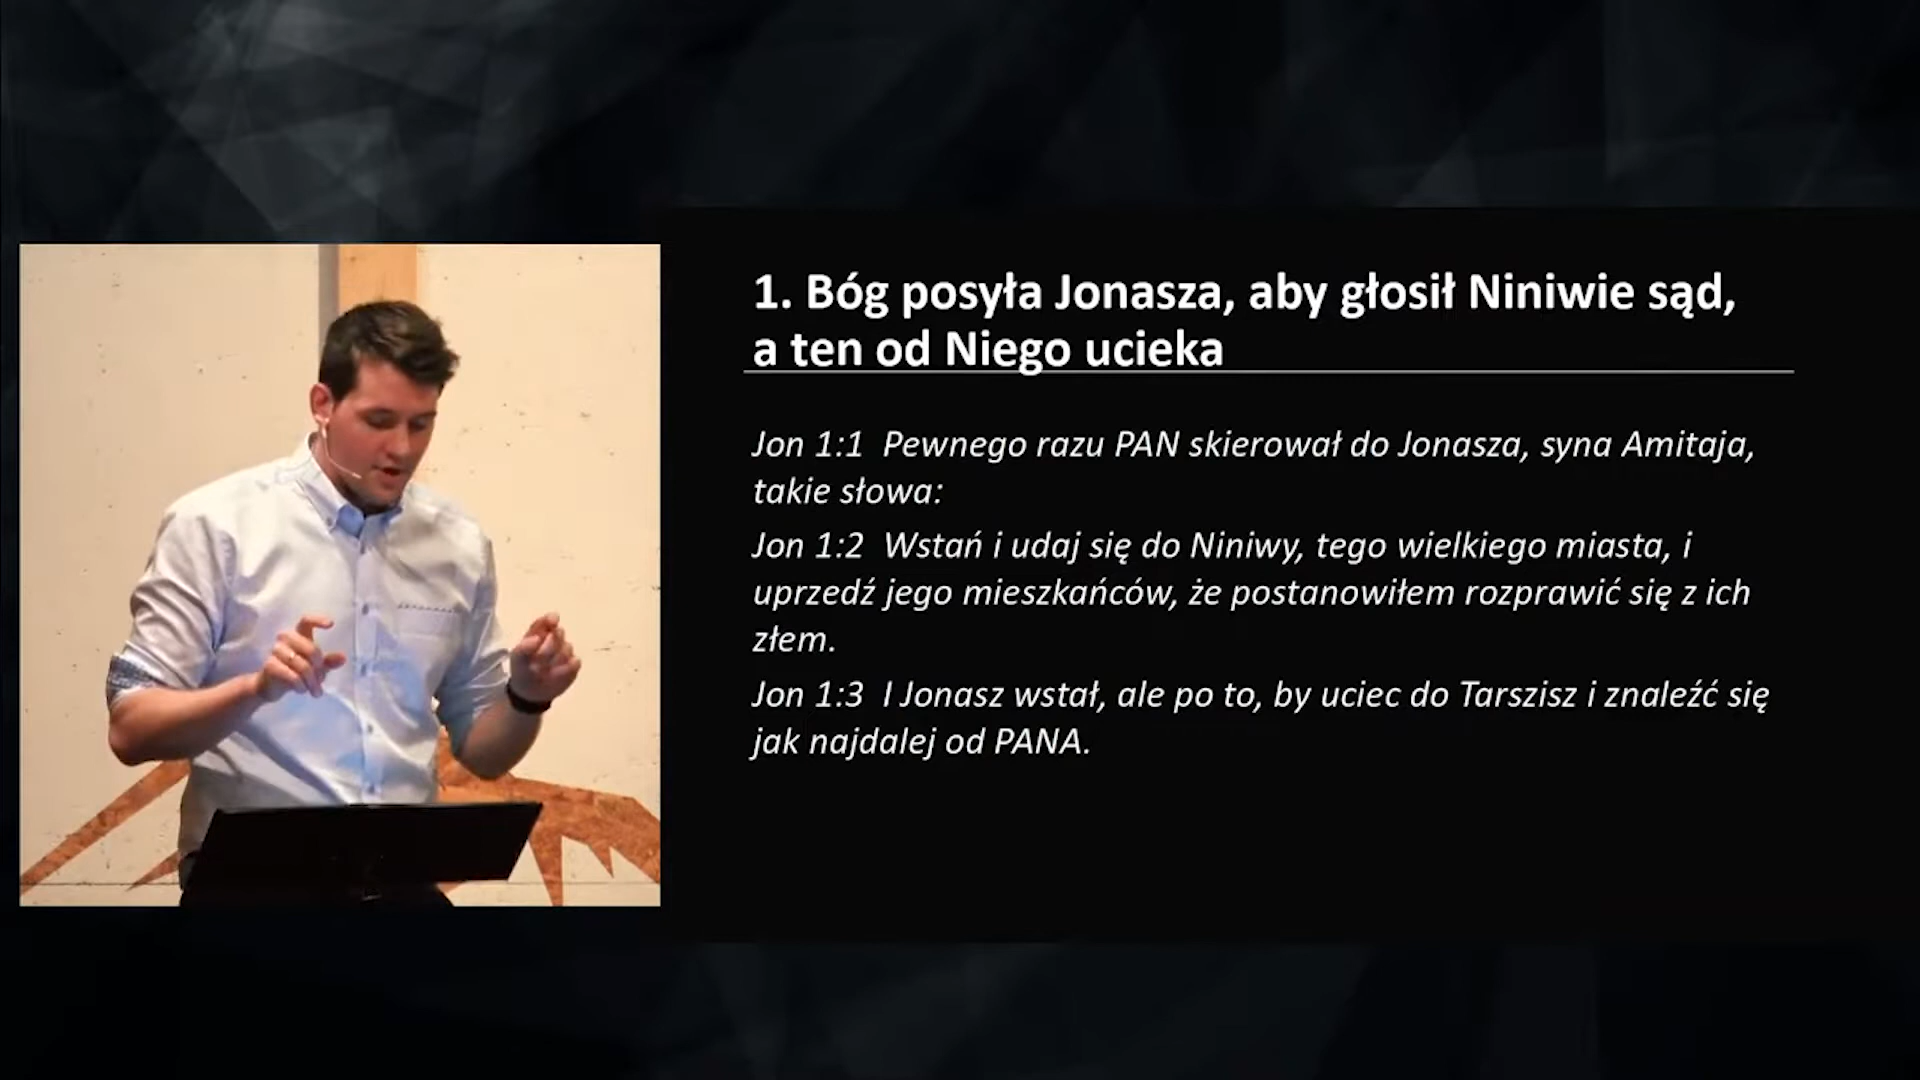 1. Bóg posyła Jonasza, aby głosił Niniwie sąd,
a ten od Niego ucieka
Jon 1:1 Pewnego razu PAN skierował do Jonasza, syna Amitaja,
takie słowa:
Jon 1:2 Wstań i udaj się do Niniwy, tego wielkiego miasta, i
uprzedź jego mieszkańców, że postanowiłem rozprawić się z ich
złem.
Jon 1:3 I Jonasz wstał, ale po to, by uciec do Tarszisz i znaleźć się
jak najdalej od PANA.